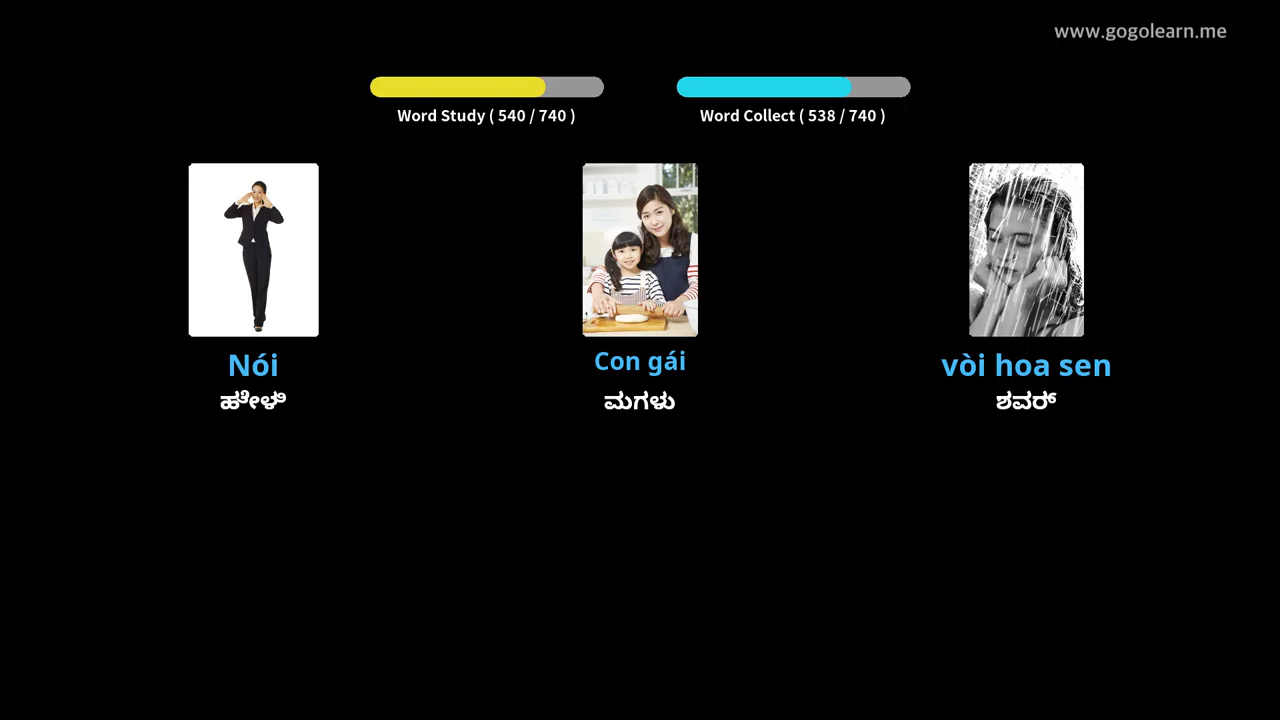 www.gogolearn.me
Word Study ( 540 / 740 )
Word Collect ( 538 / 740 )
Nói
Con gái
vòi hoa sen
ಹೇಳಿ
ಮಗಳು
ಶವರ್